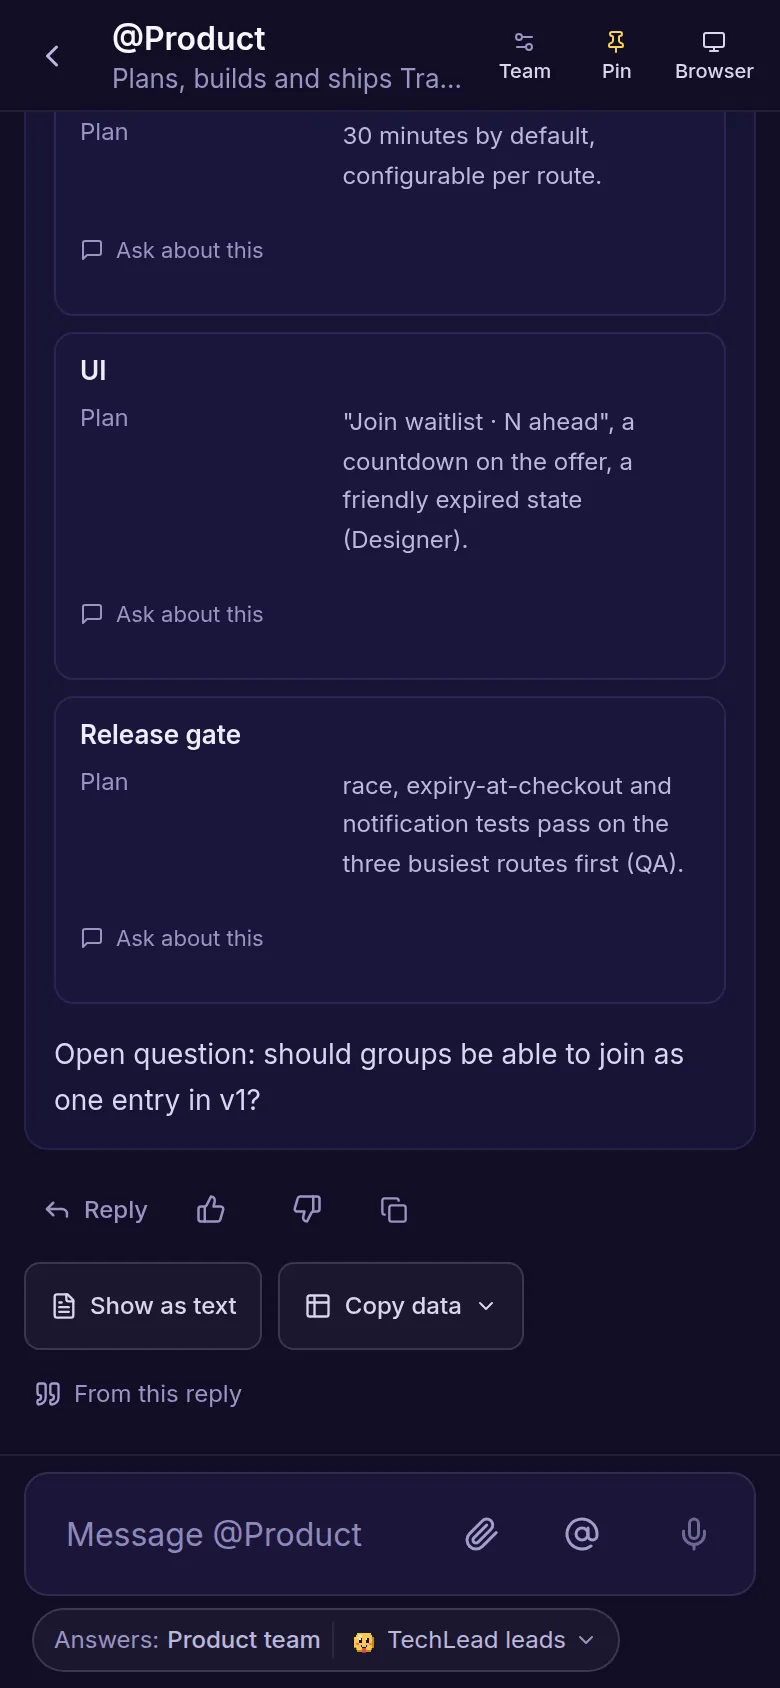 @Product
Plans, builds and ships Tra...
Team
Pin
Browser
Plan
30 minutes by default,
configurable per route.
Ask about this
UI
Plan
"Join waitlist · N ahead", a
countdown on the offer, a
friendly expired state
(Designer).
Ask about this
Release gate
Plan
race, expiry-at-checkout and
notification tests pass on the
three busiest routes first (QA).
Ask about this
Open question: should groups be able to join as
one entry in v1?
Reply
Show as text
Copy data
From this reply
Message @Product
Answers: Product team
TechLead leads